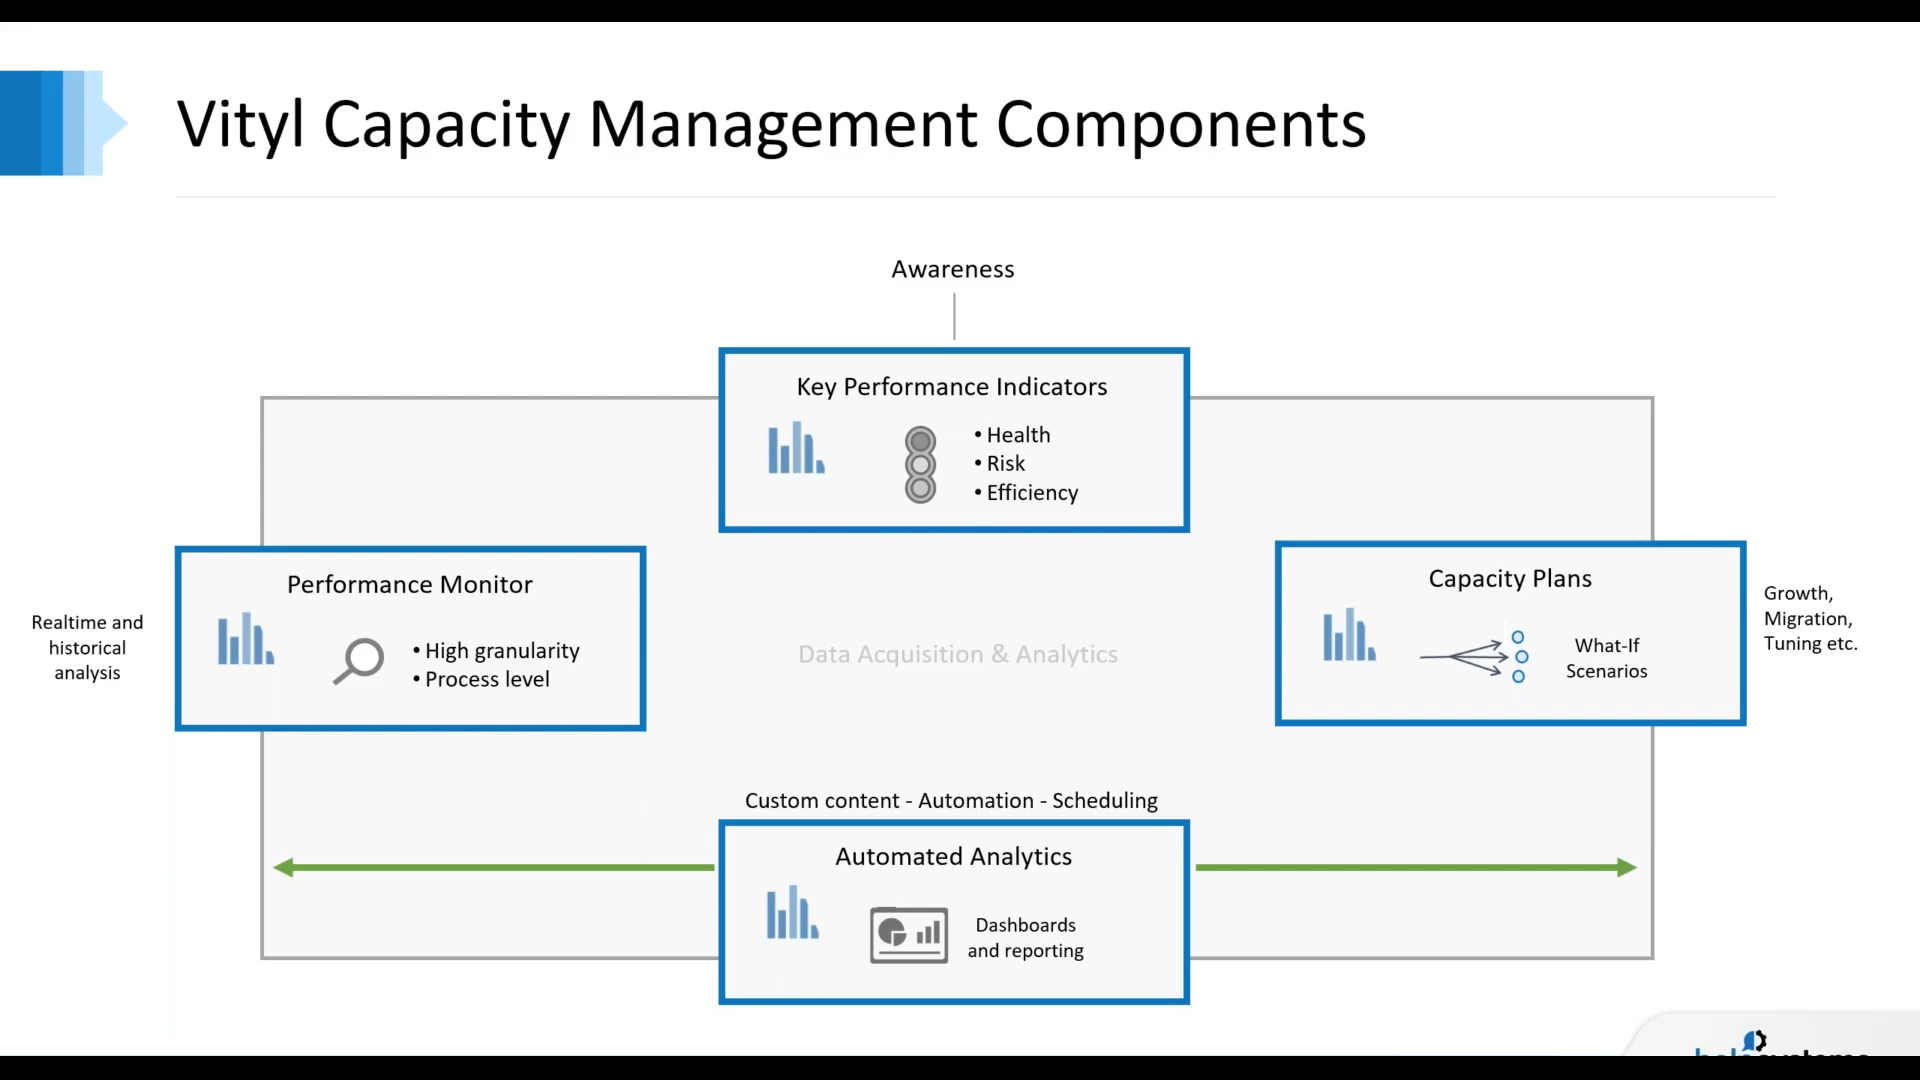 Vityl Capacity Management Components
Awareness
Key Performance Indicators
• Health
• Risk
• Efficiency
Performance Monitor
• High granularity
• Process level
Realtime and
historical
analysis
Data Acquisition & Analytics
Capacity Plans
What-If
Scenarios
Growth,
Migration,
Tuning etc.
Custom content - Automation - Scheduling
Automated Analytics
Dashboards
and reporting